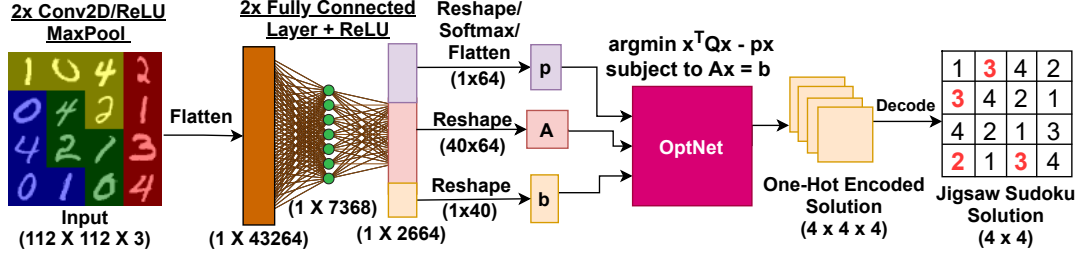 2x Conv2D/ReLU
MaxPool
1 0 4 2
0 4 2 1
4 2 1 3
0 1 0 4
Input
(112 X 112 X 3)
Flatten
(1 X 43264)
2x Fully Connected
Layer + ReLU
(1 X 7368)
(1 X 2664)
Reshape/
Softmax/
Flatten
(1x64)
p
Reshape
(40x64)
A
Reshape
(1x40)
b
argmin x^TQx - px
subject to Ax = b
OptNet
One-Hot Encoded
Solution
(4 x 4 x 4)
Decode
1 3 4 2
3 4 2 1
4 2 1 3
2 1 3 4
Jigsaw Sudoku
Solution
(4 x 4)